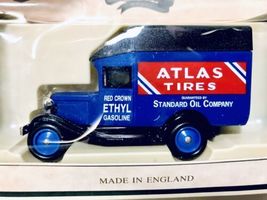 ATLAS
TIRES
GUARANTEED BY
STANDARD OIL COMPANY
RED CROWN
ETHYL
GASOLINE
MADE IN ENGLAND